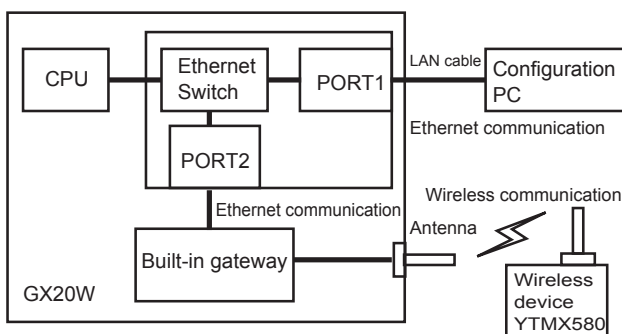 CPU
Ethernet
Switch
PORT1
LAN cable
Configuration
PC
Ethernet communication
PORT2
Wireless communication
Ethernet communication
Antenna
Built-in gateway
GX20W
Wireless
device
YTMX580